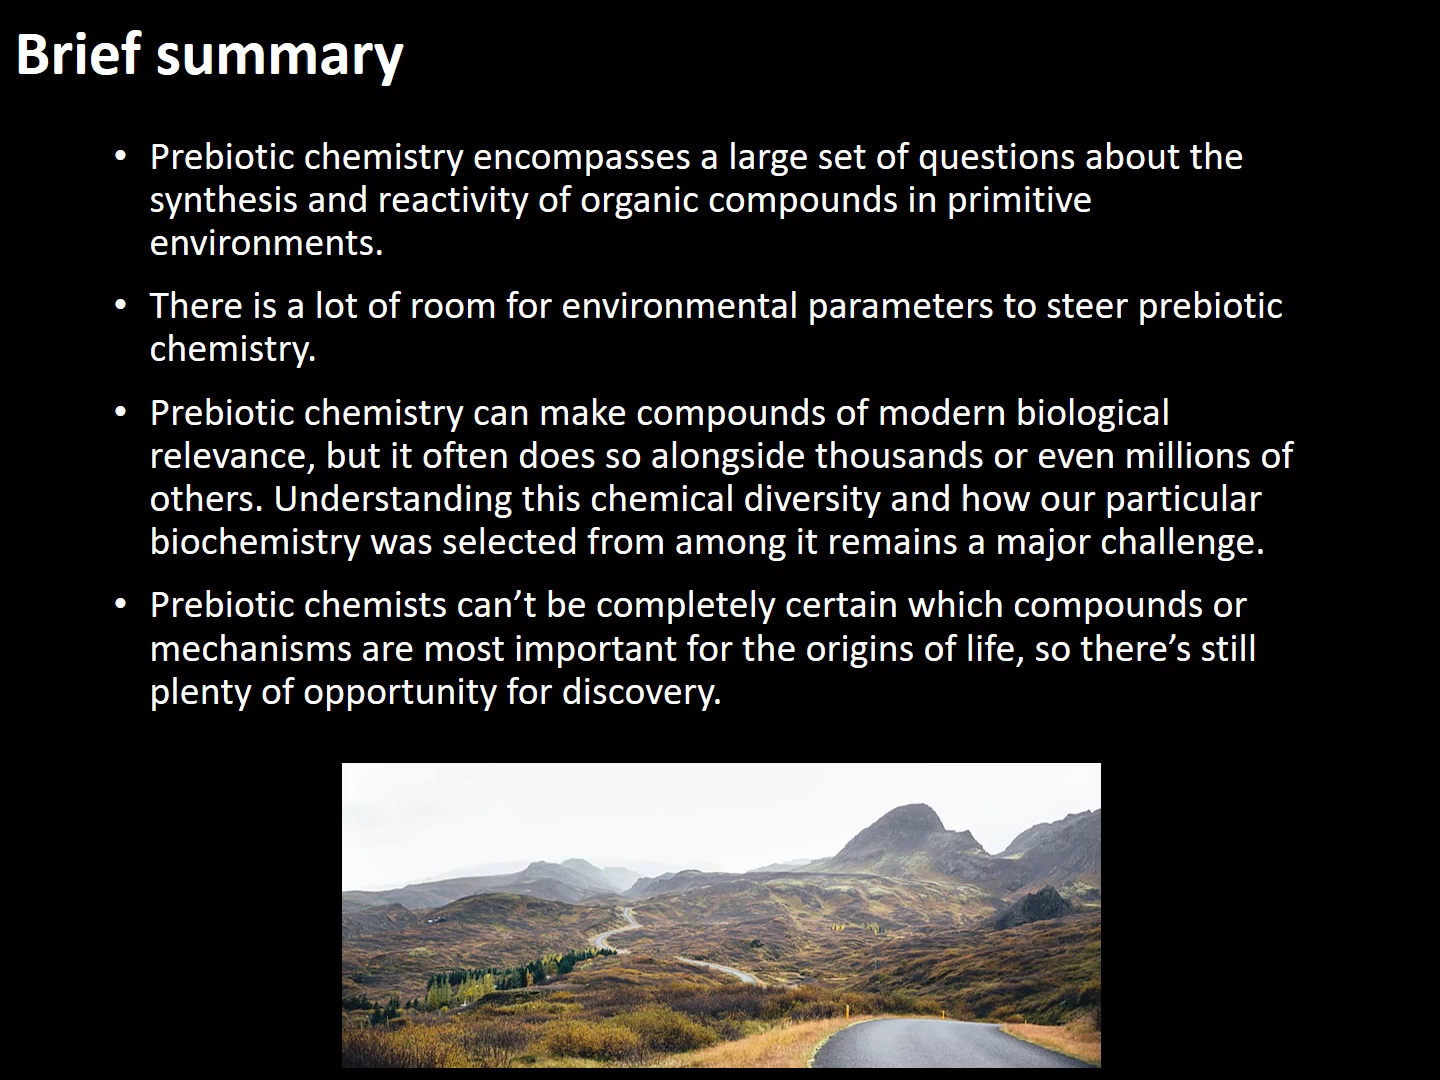 Brief summary
• Prebiotic chemistry encompasses a large set of questions about the
synthesis and reactivity of organic compounds in primitive
environments.
• There is a lot of room for environmental parameters to steer prebiotic
chemistry.
• Prebiotic chemistry can make compounds of modern biological
relevance, but it often does so alongside thousands or even millions of
others. Understanding this chemical diversity and how our particular
biochemistry was selected from among it remains a major challenge.
• Prebiotic chemists can’t be completely certain which compounds or
mechanisms are most important for the origins of life, so there’s still
plenty of opportunity for discovery.